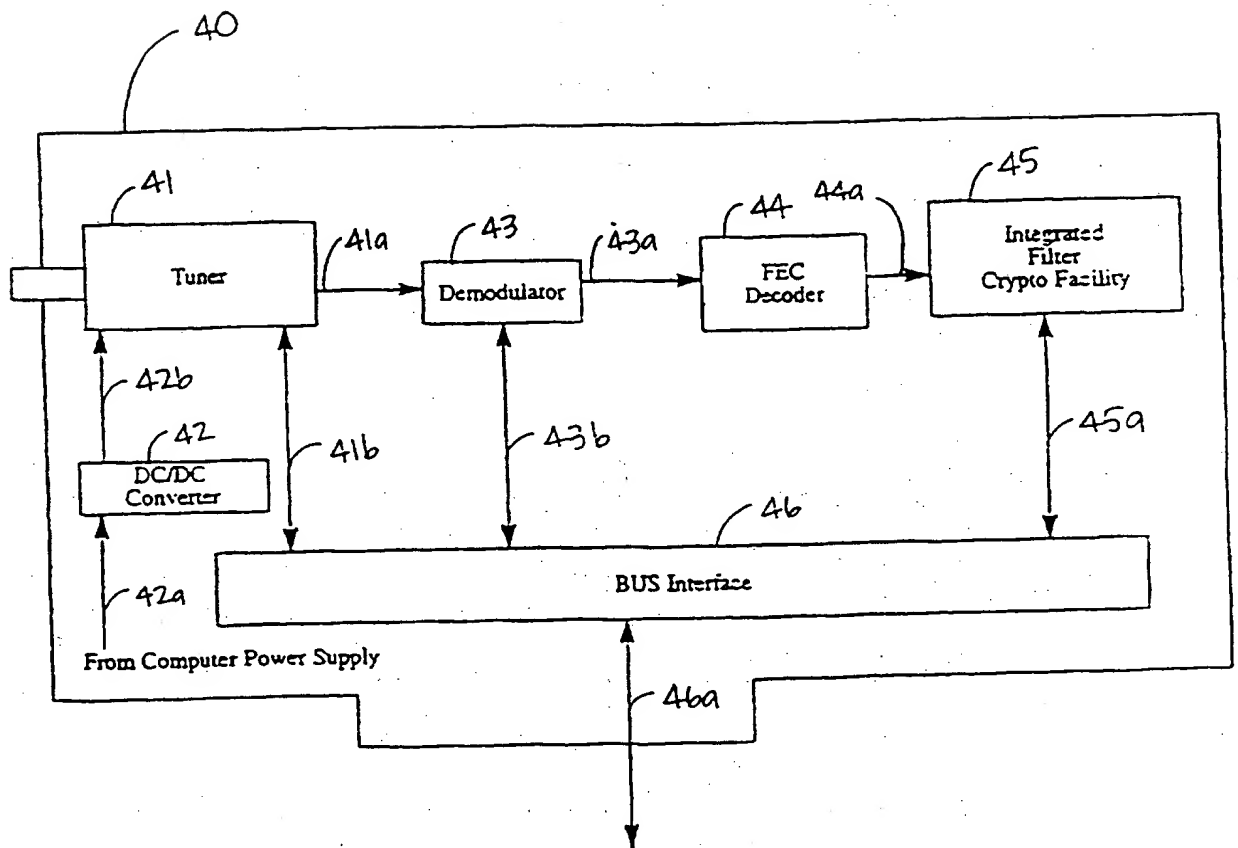 40
41
Tuner
41a
43
Demodulator
43a
44
FEC
Decoder
44a
45
Integrated
Filter
Crypto Facility
42b
42
DC/DC
Converter
41b
43b
45a
46
BUS Interface
42a
From Computer Power Supply
46a